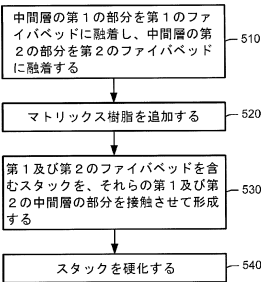 中間層の第1の部分を第1のファ
イバベッドに融着し、中間層の第
2の部分を第2のファイバベッド
に融着する
510
マトリックス樹脂を追加する
520
第1及び第2のファイバベッドを含
むスタックを、それらの第1及び第
2の中間層の部分を接触させて形成
する
530
スタックを硬化する
540